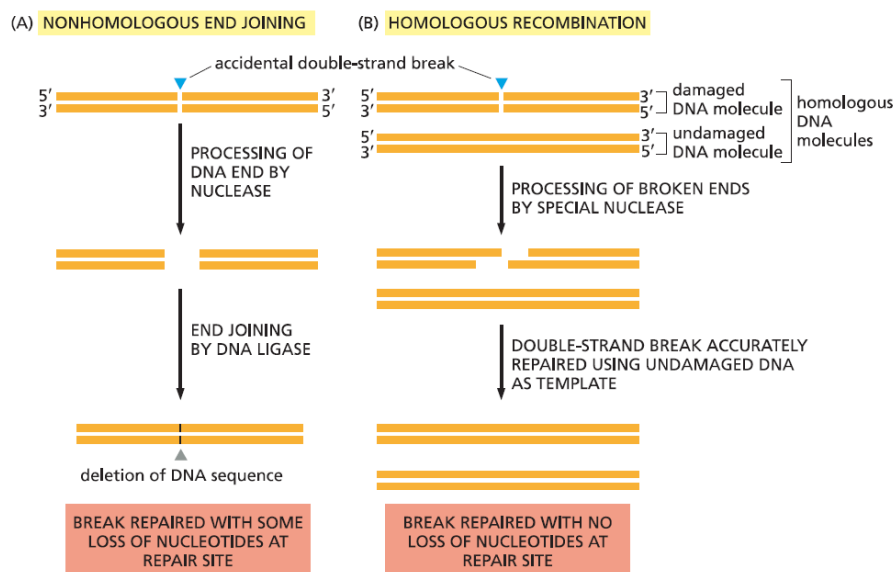 (A) NONHOMOLOGOUS END JOINING
(B) HOMOLOGOUS RECOMBINATION
accidental double-strand break
5′ 3′
3′ 5′
3′ damaged
5′ DNA molecule
5′ 3′ undamaged
3′ 5′ DNA molecule
homologous
DNA
molecules
5′
3′
PROCESSING OF
DNA END BY
NUCLEASE
PROCESSING OF BROKEN ENDS
BY SPECIAL NUCLEASE
END JOINING
BY DNA LIGASE
DOUBLE-STRAND BREAK ACCURATELY
REPAIRED USING UNDAMAGED DNA
AS TEMPLATE
deletion of DNA sequence
BREAK REPAIRED WITH SOME
LOSS OF NUCLEOTIDES AT
REPAIR SITE
BREAK REPAIRED WITH NO
LOSS OF NUCLEOTIDES AT
REPAIR SITE